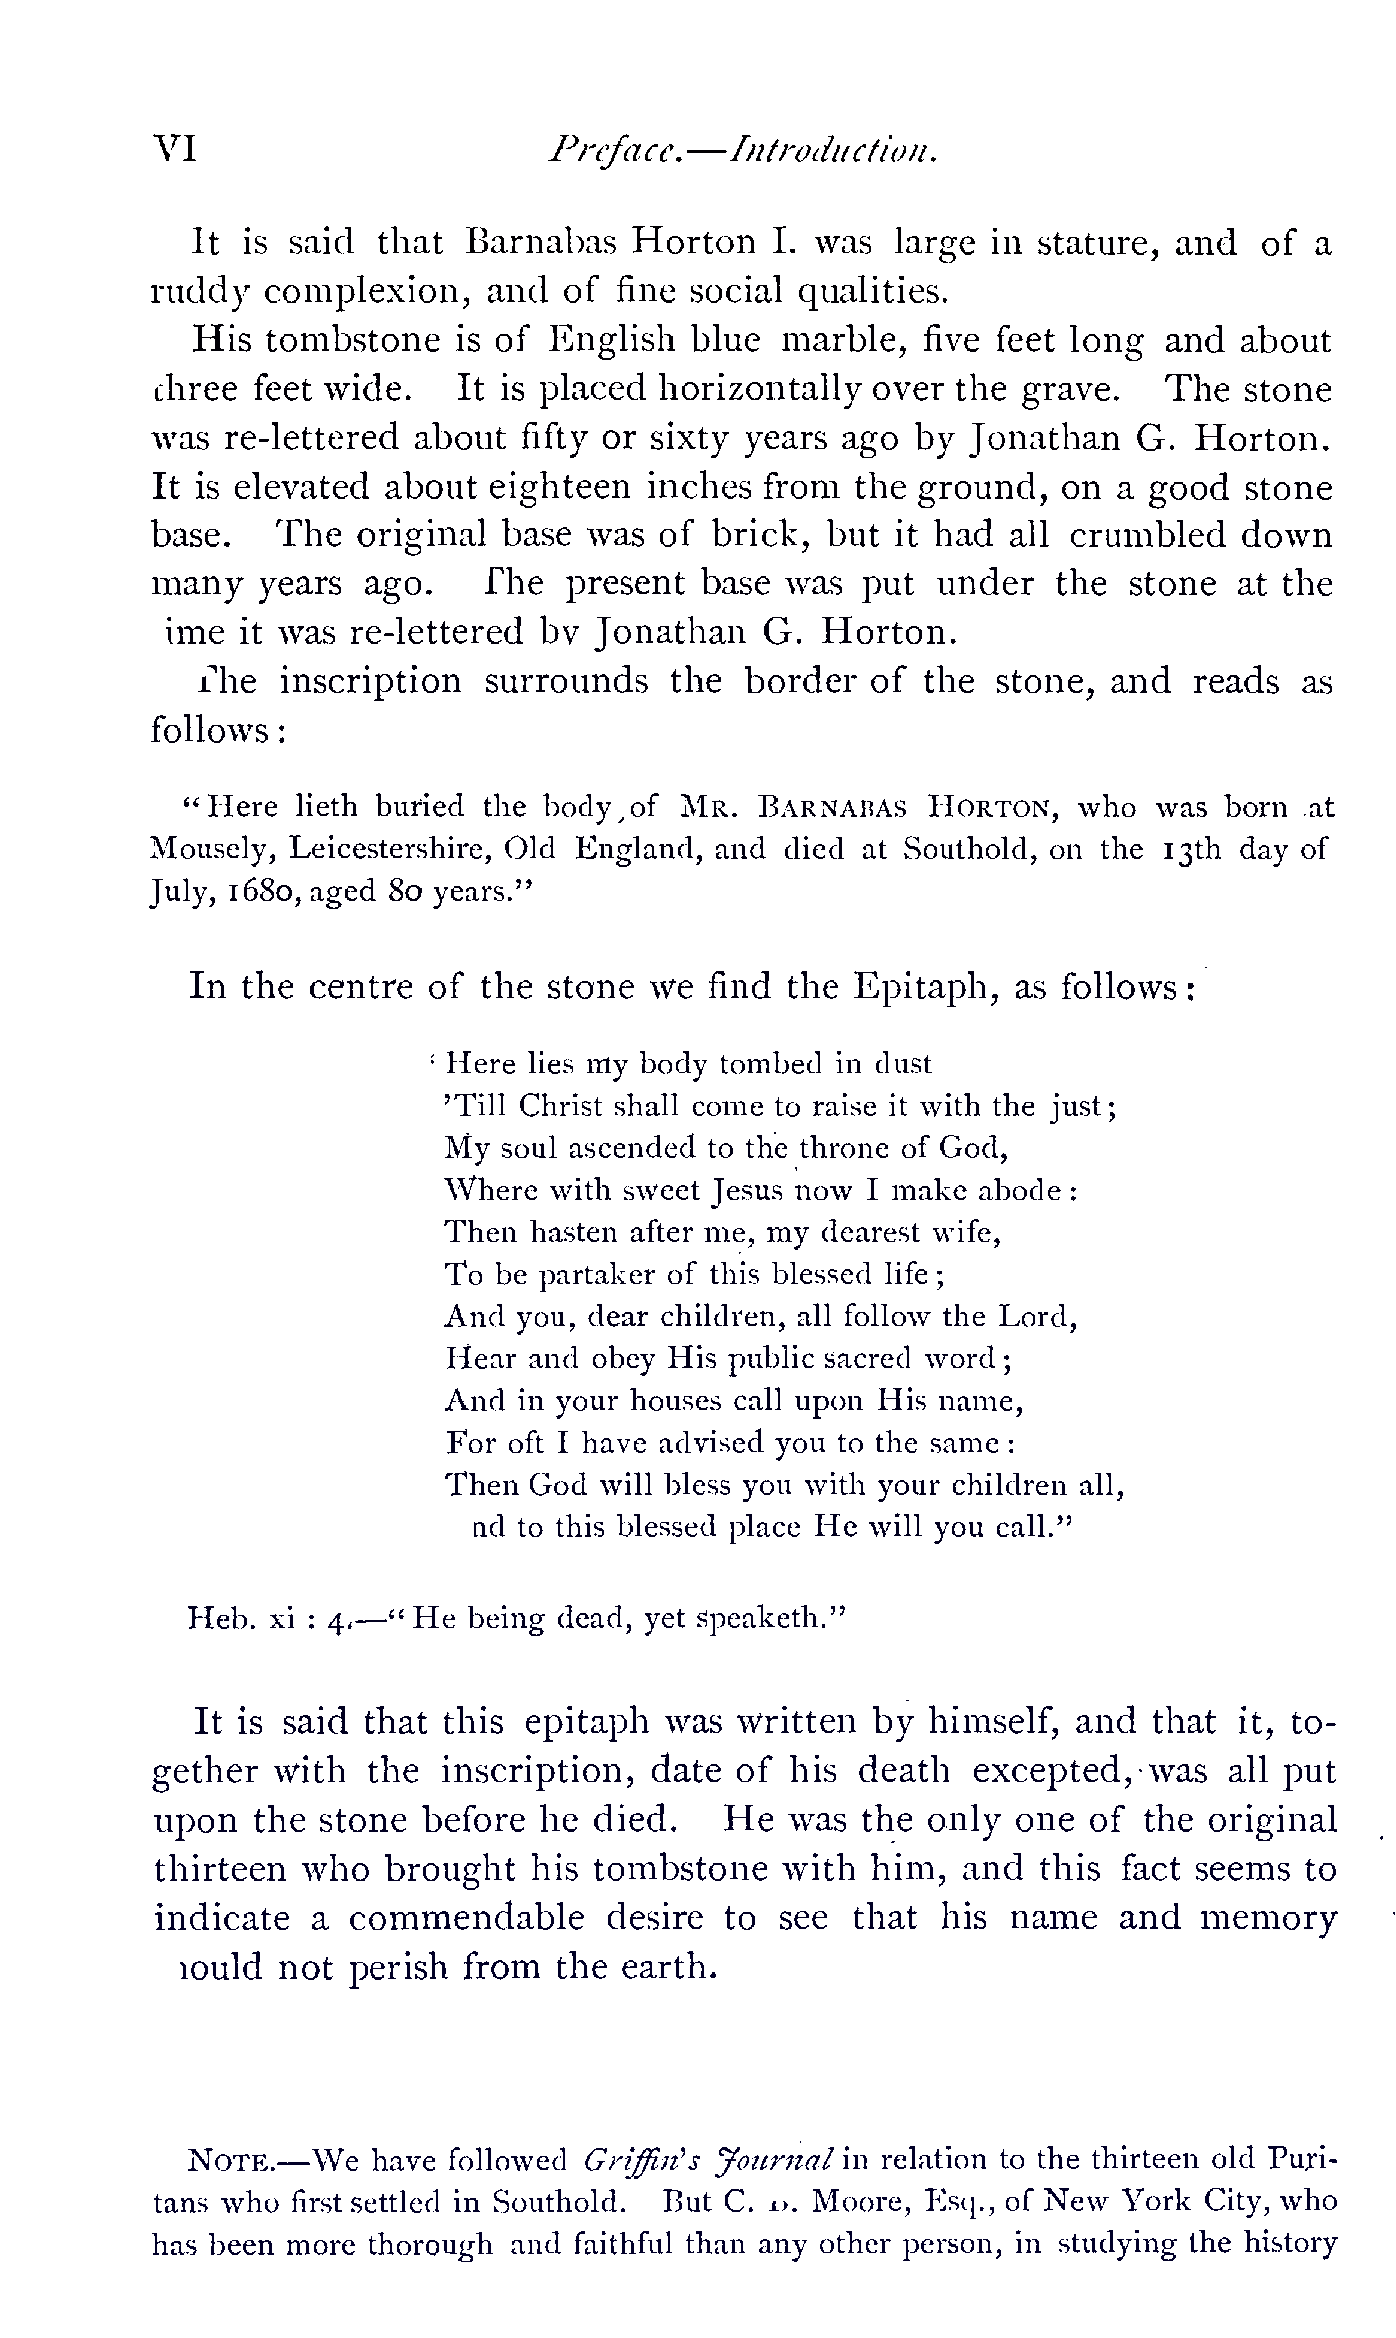 VI Preface.—Introduction.
It is said that Barnabas Horton I. was large in stature, and of a
ruddy complexion, and of fine social qualities.
His tombstone is of English blue marble, five feet long and about
three feet wide. It is placed horizontally over the grave. The stone
was re-lettered about fifty or sixty years ago by Jonathan G. Horton.
It is elevated about eighteen inches from the ground, on a good stone
base. The original base was of brick, but it had all crumbled down
many years ago. The present base was put under the stone at the
ime it was re-lettered by Jonathan G. Horton.
The inscription surrounds the border of the stone, and reads as
follows:
"Here lieth buried the body of MR. BARNABAS HORTON, who was born at
Mousely, Leicestershire, Old England, and died at Southold, on the 13th day of
July, 1680, aged 80 years."
In the centre of the stone we find the Epitaph, as follows:
' Here lies my body tombed in dust
'Till Christ shall come to raise it with the just;
My soul ascended to the throne of God,
Where with sweet Jesus now I make abode:
Then hasten after me, my dearest wife,
To be partaker of this blessed life;
And you, dear children, all follow the Lord,
Hear and obey His public sacred word;
And in your houses call upon His name,
For oft I have advised you to the same:
Then God will bless you with your children all,
nd to this blessed place He will you call."
Heb. xi : 4.—"He being dead, yet speaketh."
It is said that this epitaph was written by himself, and that it, to-
gether with the inscription, date of his death excepted, was all put
upon the stone before he died. He was the only one of the original
thirteen who brought his tombstone with him, and this fact seems to
indicate a commendable desire to see that his name and memory
ould not perish from the earth.
NOTE.—We have followed Griffin's Journal in relation to the thirteen old Puri-
tans who first settled in Southold. But C. D. Moore, Esq., of New York City, who
has been more thorough and faithful than any other person, in studying the history